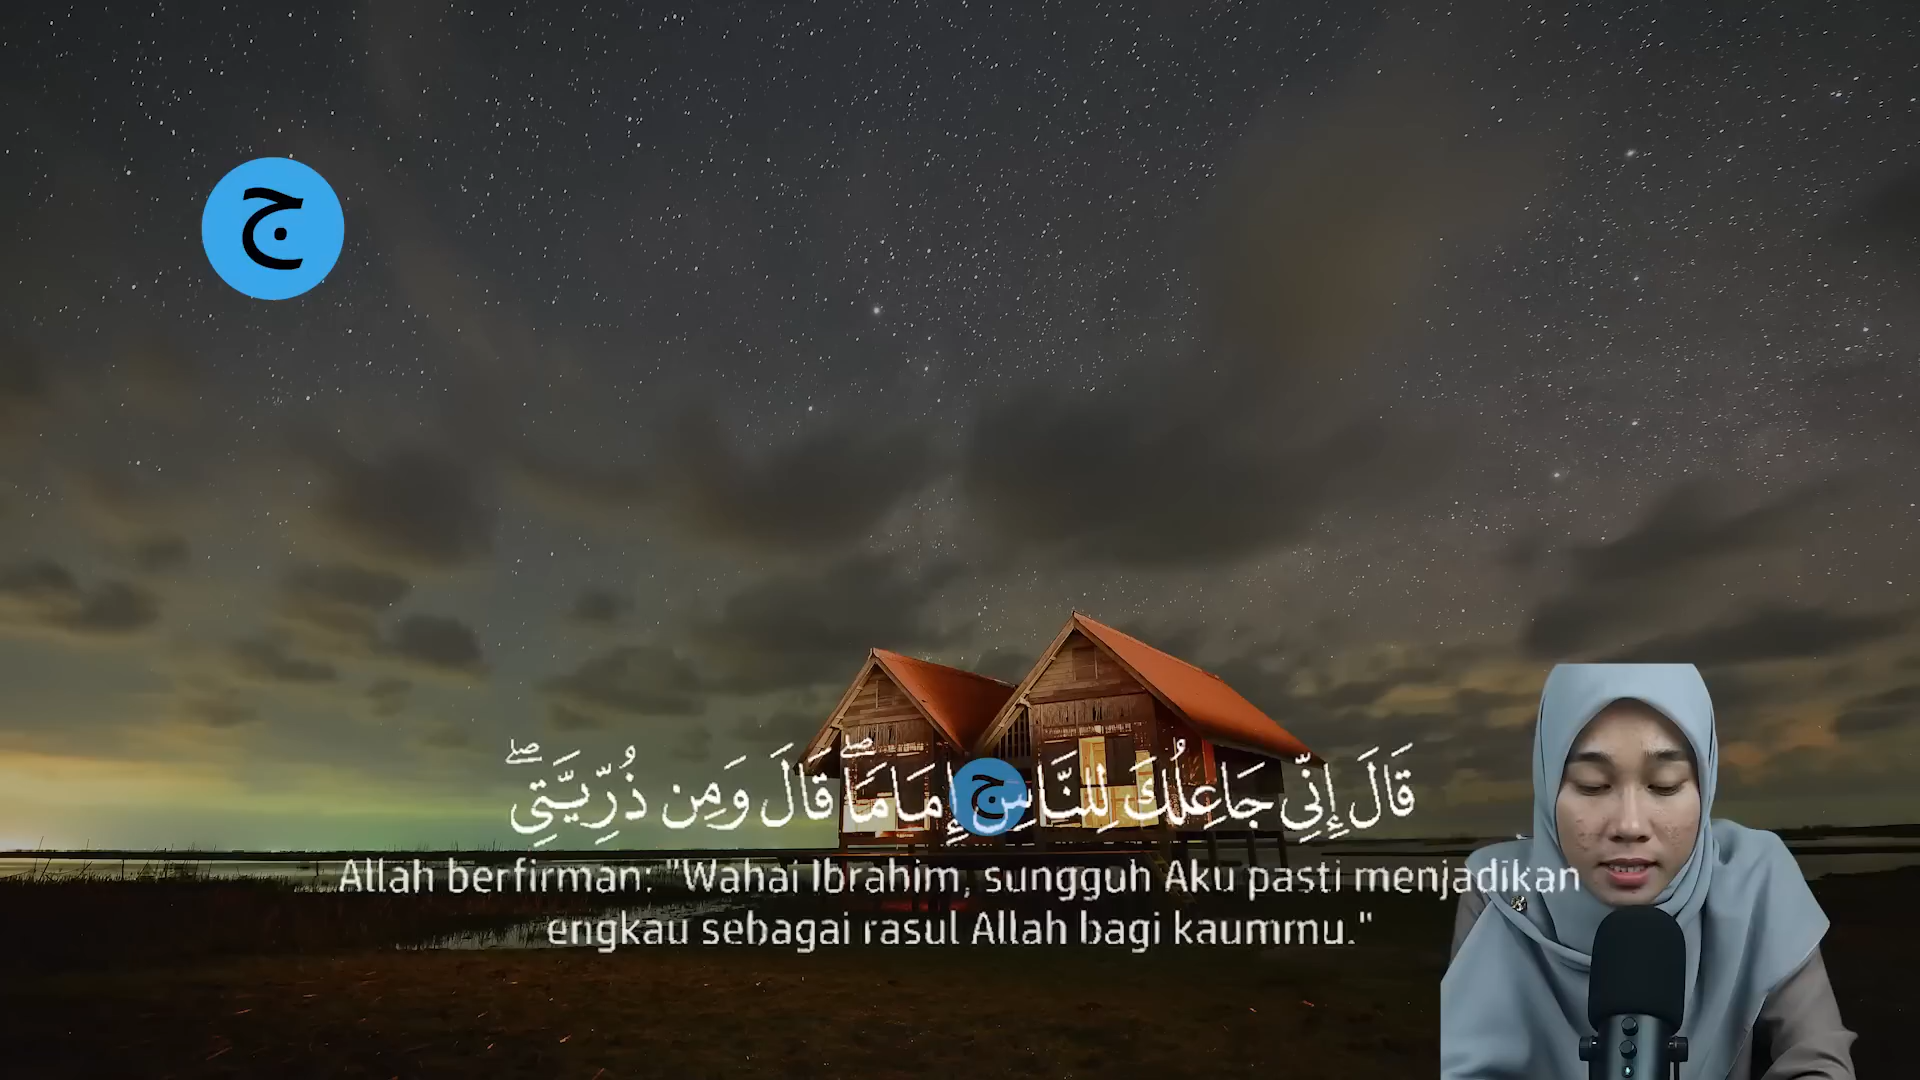 ج
قَالَ إِنِّي جَاعِلُكَ لِلنَّاسِ إِمَامَاۖ قَالَ وَمِن ذُرِّيَّتِيۖ
ج
Allah berfirman: "Wahai Ibrahim, sungguh Aku pasti menjadikan
engkau sebagai rasul Allah bagi kaummu."